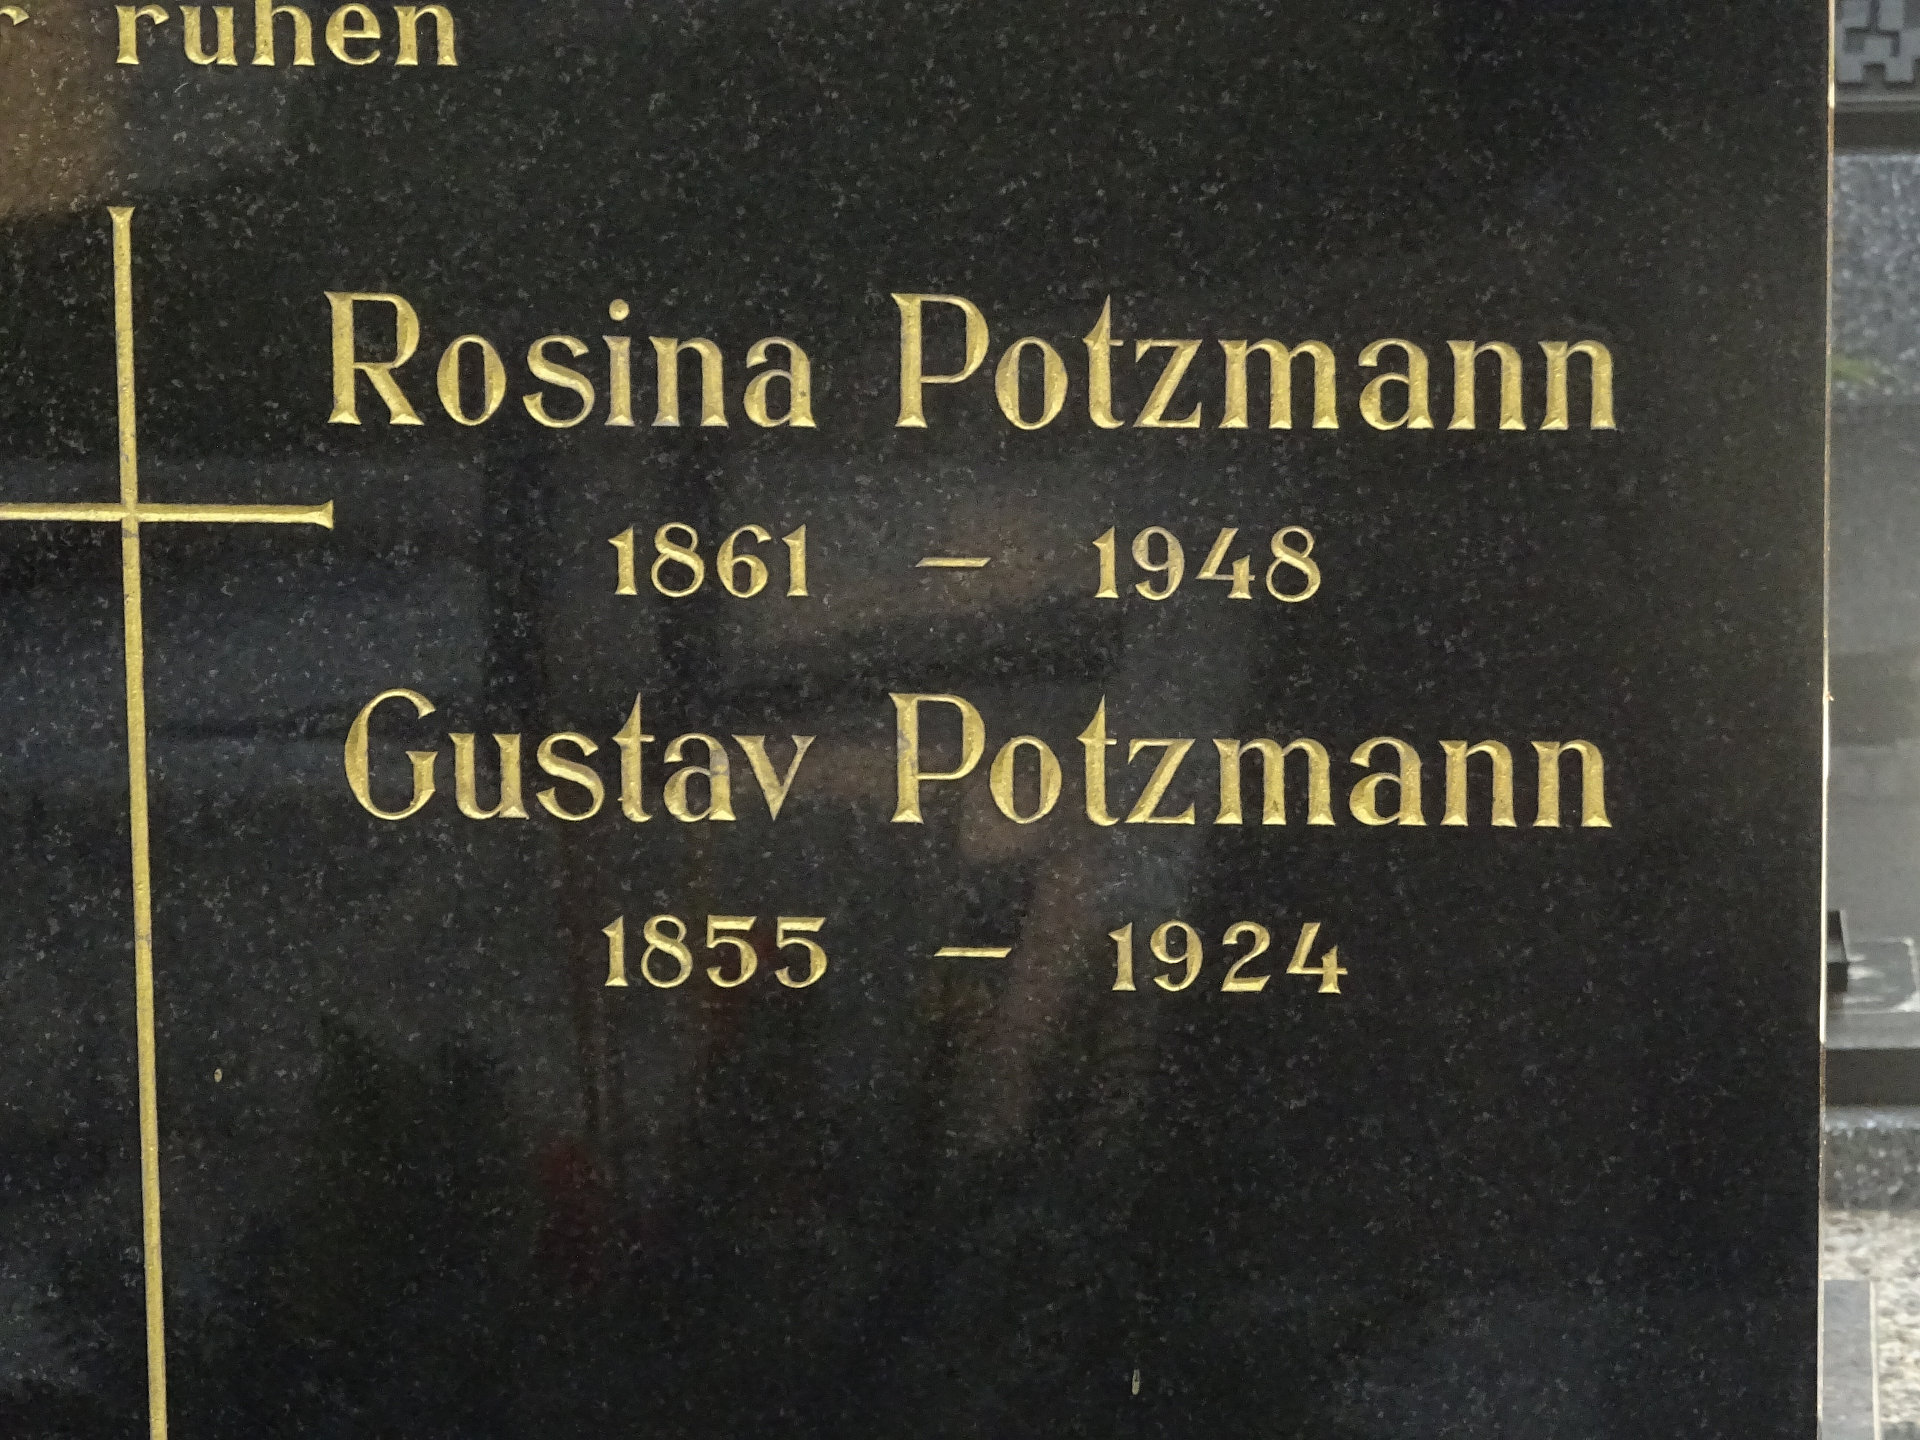 ruhen
Rosina Potzmann
1861 – 1948
Gustav Potzmann
1855 – 1924